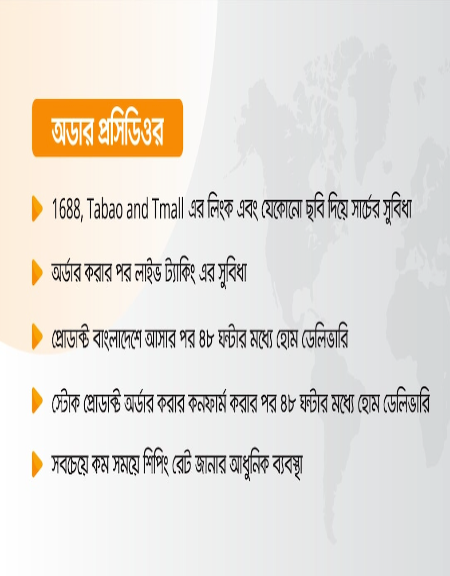 অডার প্রসিডিওর
1688, Tabao and Tmall এর লিংক এবং যেকোনো ছবি দিয়ে সার্চের সুবিধা
অর্ডার করার পর লাইভ ট্যাকিং এর সুবিধা
প্রোডাক্ট বাংলাদেশে আসার পর ৪৮ ঘন্টার মধ্যে হোম ডেলিভারি
স্টোক প্রোডাক্ট অর্ডার করার কনফার্ম করার পর ৪৮ ঘন্টার মধ্যে হোম ডেলিভারি
সবচেয়ে কম সময়ে শিপিং রেট জানার আধুনিক ব্যবস্থা